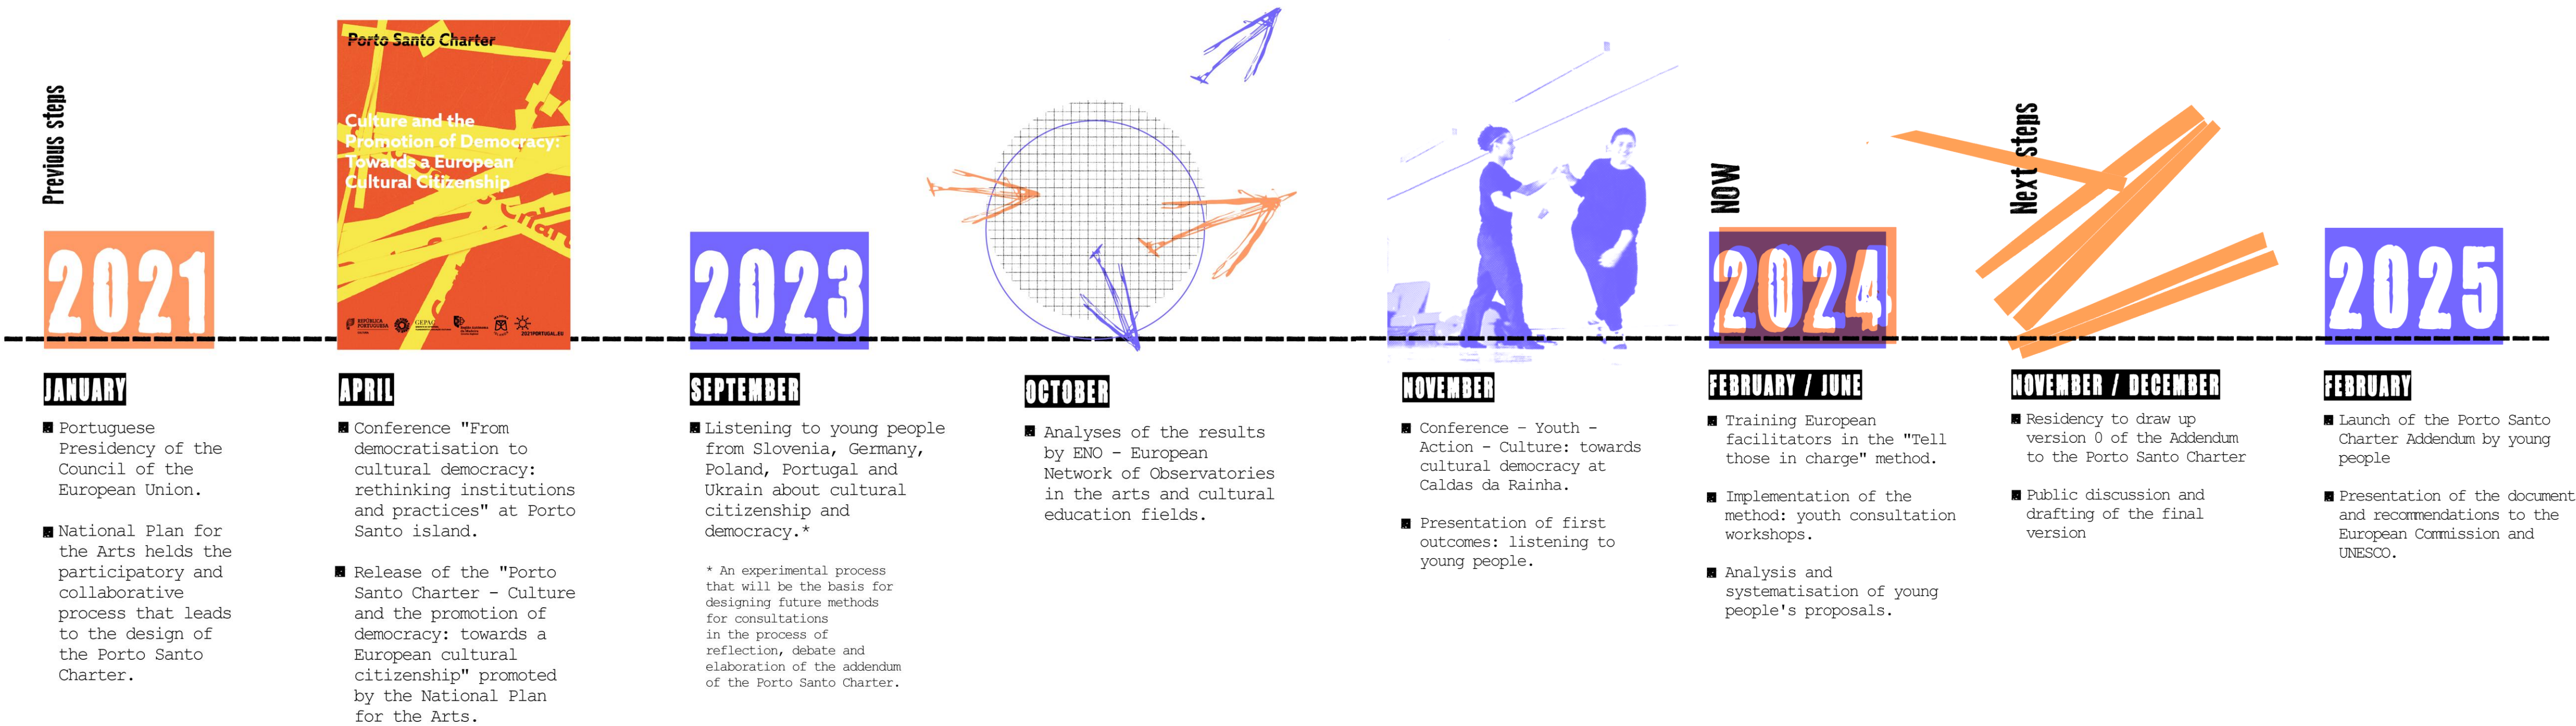 Previous steps
2021
JANUARY
Portuguese
Presidency of the
Council of the
European Union.
National Plan for
the Arts helds the
participatory and
collaborative
process that leads
to the design of
the Porto Santo
Charter.
Porto Santo Charter
Culture and the
Promotion of Democracy:
Towards a European
Cultural Citizenship
REPÚBLICA
PORTUGUESA
GEPAC
2021PORTUGAL.EU
APRIL
Conference "From
democratisation to
cultural democracy:
rethinking institutions
and practices" at Porto
Santo island.
Release of the "Porto
Santo Charter - Culture
and the promotion of
democracy: towards a
European cultural
citizenship" promoted
by the National Plan
for the Arts.
2023
SEPTEMBER
Listening to young people
from Slovenia, Germany,
Poland, Portugal and
Ukrain about cultural
citizenship and
democracy.*
* An experimental process
that will be the basis for
designing future methods
for consultations
in the process of
reflection, debate and
elaboration of the addendum
of the Porto Santo Charter.
OCTOBER
Analyses of the results
by ENO - European
Network of Observatories
in the arts and cultural
education fields.
NOVEMBER
Conference - Youth -
Action - Culture: towards
cultural democracy at
Caldas da Rainha.
Presentation of first
outcomes: listening to
young people.
NOW
2024
FEBRUARY / JUNE
Training European
facilitators in the "Tell
those in charge" method.
Implementation of the
method: youth consultation
workshops.
Analysis and
systematisation of young
people's proposals.
Next steps
NOVEMBER / DECEMBER
Residency to draw up
version 0 of the Addendum
to the Porto Santo Charter
Public discussion and
drafting of the final
version
2025
FEBRUARY
Launch of the Porto Santo
Charter Addendum by young
people
Presentation of the document
and recommendations to the
European Commission and
UNESCO.